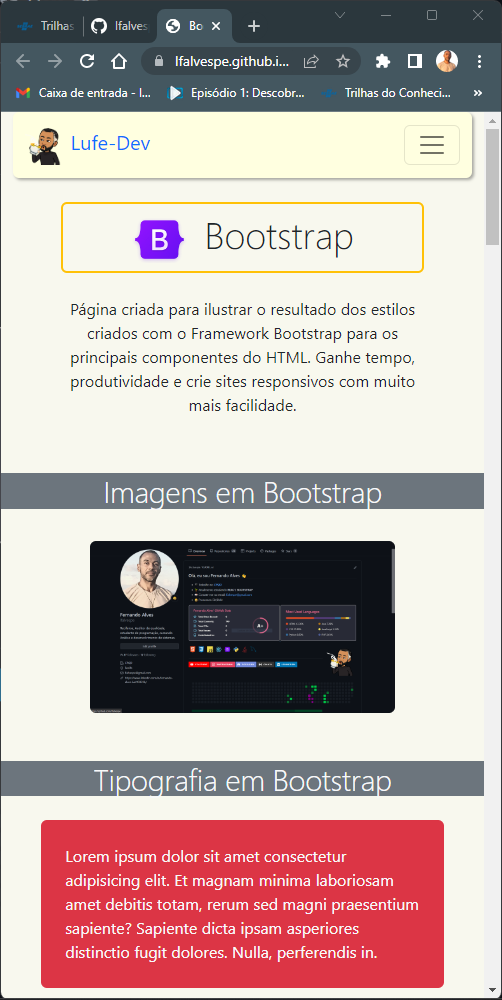 Trilhas
lfalvespe
Bo
lfalvespe.github.i...
Caixa de entrada - l...
Episódio 1: Descobr...
Trilhas do Conheci...
»
Lufe-Dev
B Bootstrap
Página criada para ilustrar o resultado dos estilos
criados com o Framework Bootstrap para os
principais componentes do HTML. Ganhe tempo,
produtividade e crie sites responsivos com muito
mais facilidade.
Imagens em Bootstrap
Fernando Alves
Olá, eu sou Fernando Alves
A+
Tipografia em Bootstrap
Lorem ipsum dolor sit amet consectetur
adipisicing elit. Et magnam minima laboriosam
amet debitis totam, rerum sed magni praesentium
sapiente? Sapiente dicta ipsam asperiores
distinctio fugit dolores. Nulla, perferendis in.